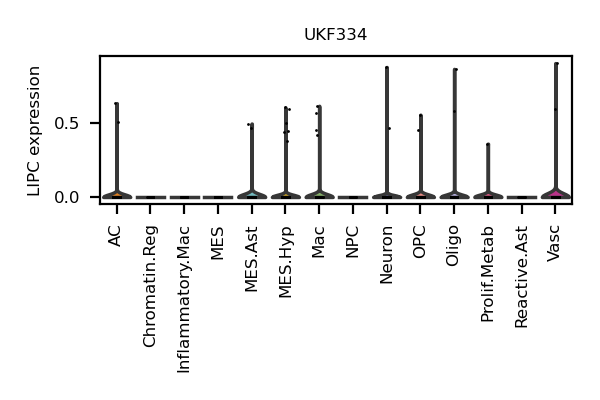 UKF334
LIPC expression
0.5
0.0
AC
Chromatin.Reg
Inflammatory.Mac
MES
MES.Ast
MES.Hyp
Mac
NPC
Neuron
OPC
Oligo
Prolif.Metab
Reactive.Ast
Vasc